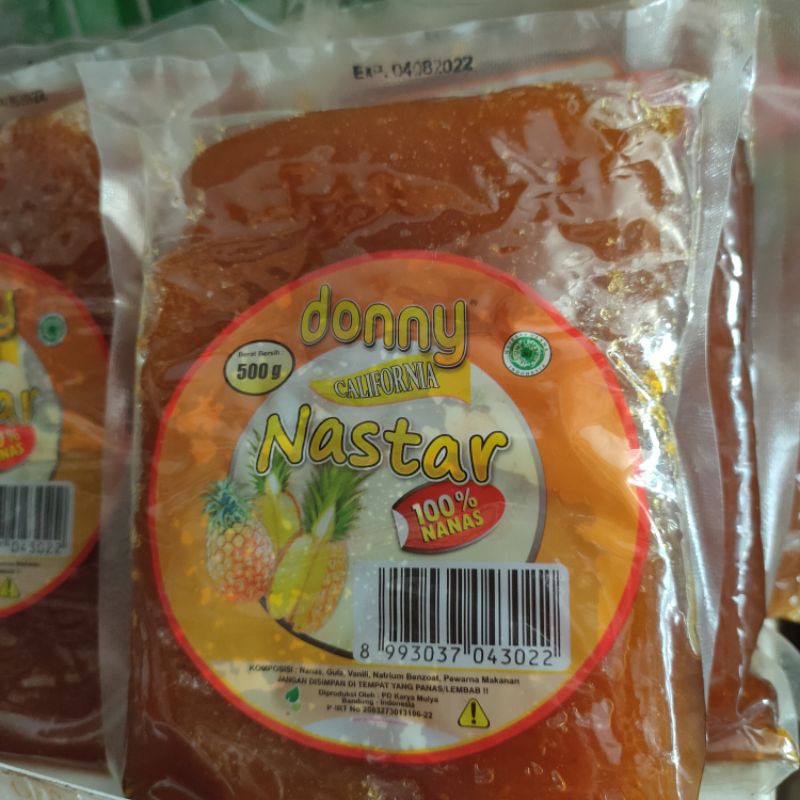 EXP. 04082022
donny
Berat Bersih :
500 g
CALIFORNIA
Nastar
100%
NANAS
8 993037 043022
KOMPOSISI : Nanas, Gula, Vanili, Natrium Benzoat, Pewarna Makanan
JANGAN DISIMPAN DI TEMPAT YANG PANAS/LEMBAB !!
Diproduksi Oleh : PD Karya Mulya
Bandung - Indonesia
P-IRT No 2063273013106-22